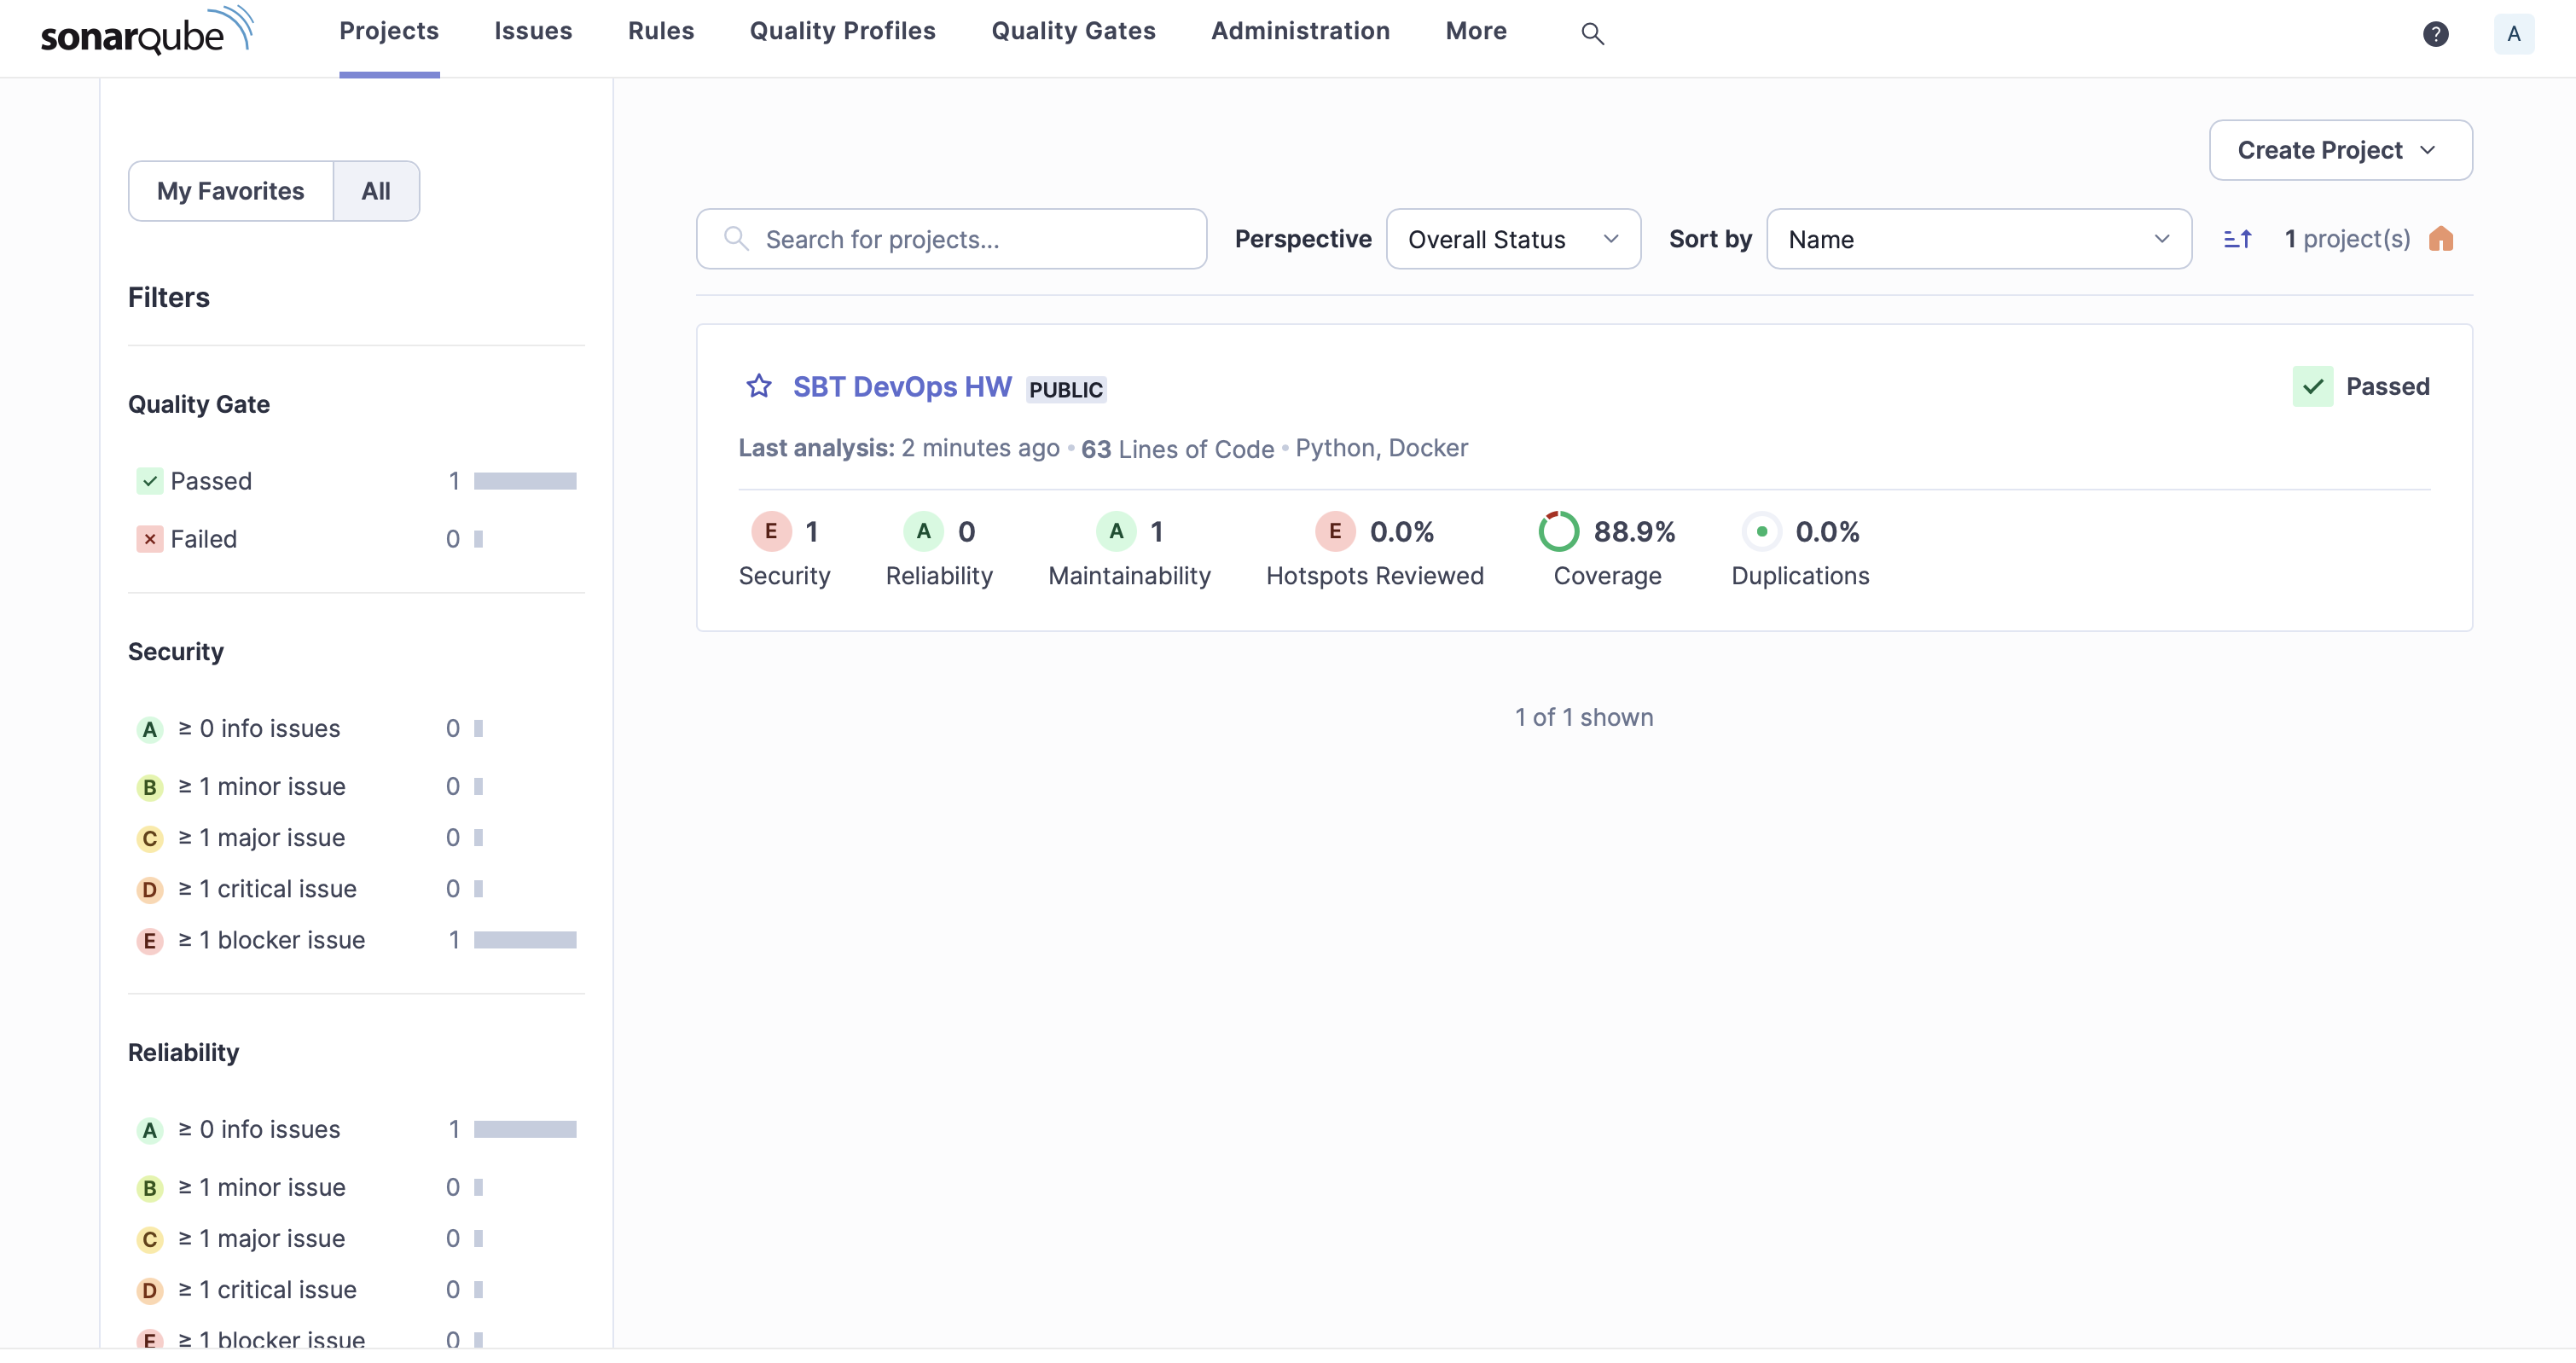 sonarqube
Projects Issues Rules Quality Profiles Quality Gates Administration More
? A
My Favorites All
Filters
Quality Gate
Passed 1
Failed 0
Security
A ≥ 0 info issues 0
B ≥ 1 minor issue 0
C ≥ 1 major issue 0
D ≥ 1 critical issue 0
E ≥ 1 blocker issue 1
Reliability
A ≥ 0 info issues 1
B ≥ 1 minor issue 0
C ≥ 1 major issue 0
D ≥ 1 critical issue 0
E ≥ 1 blocker issue 0
Create Project
Search for projects...
Perspective Overall Status Sort by Name 1 project(s)
SBT DevOps HW PUBLIC Passed
Last analysis: 2 minutes ago • 63 Lines of Code • Python, Docker
E 1 A 0 A 1 E 0.0% 88.9% 0.0%
Security Reliability Maintainability Hotspots Reviewed Coverage Duplications
1 of 1 shown